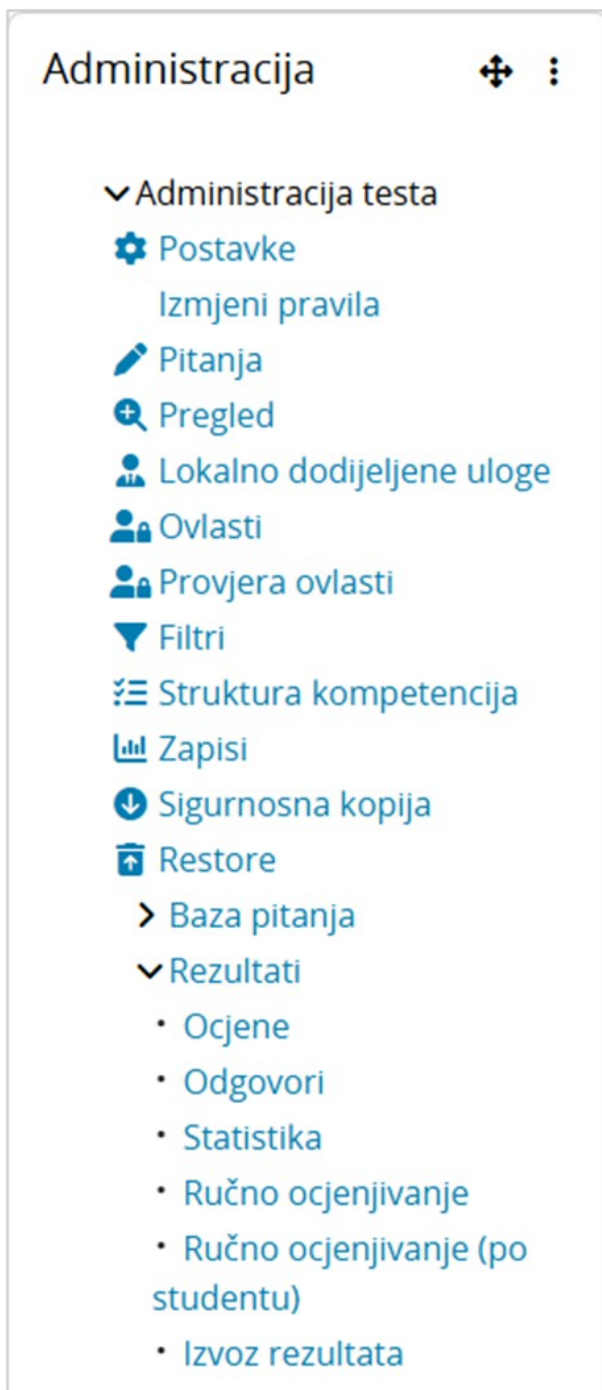 Administracija
Administracija testa
Postavke
Izmjeni pravila
Pitanja
Pregled
Lokalno dodijeljene uloge
Ovlasti
Provjera ovlasti
Filtri
Struktura kompetencija
Zapisi
Sigurnosna kopija
Restore
Baza pitanja
Rezultati
• Ocjene
• Odgovori
• Statistika
• Ručno ocjenjivanje
• Ručno ocjenjivanje (po
studentu)
• Izvoz rezultata